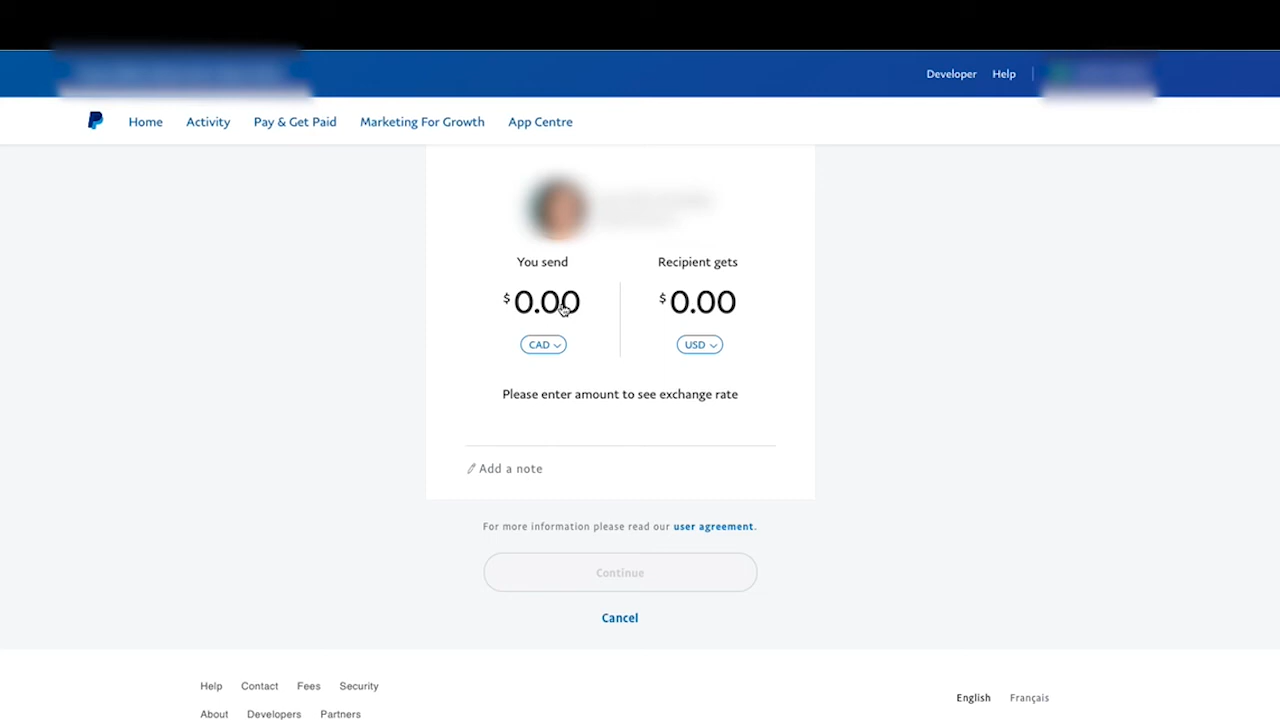 Developer Help
Home Activity Pay & Get Paid Marketing For Growth App Centre
You send Recipient gets
$ 0.00 $ 0.00
CAD USD
Please enter amount to see exchange rate
Add a note
For more information please read our user agreement.
Continue
Cancel
Help Contact Fees Security
English Français
About Developers Partners